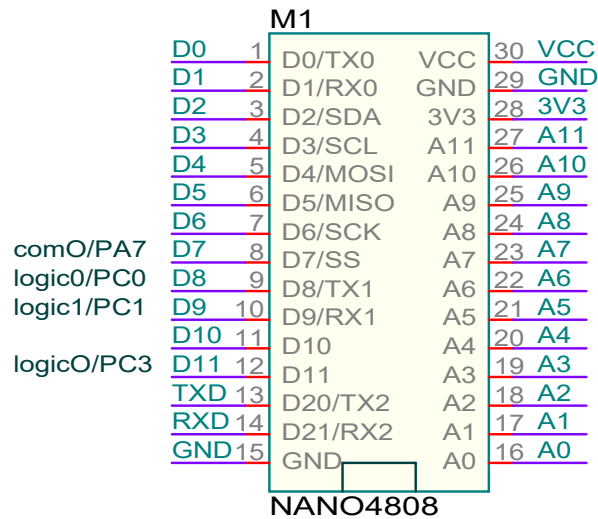 M1
D0 1 D0/TX0 VCC 30 VCC
D1 2 D1/RX0 GND 29 GND
D2 3 D2/SDA 3V3 28 3V3
D3 4 D3/SCL A11 27 A11
D4 5 D4/MOSI A10 26 A10
D5 6 D5/MISO A9 25 A9
D6 7 D6/SCK A8 24 A8
comO/PA7 D7 8 D7/SS A7 23 A7
logic0/PC0 D8 9 D8/TX1 A6 22 A6
logic1/PC1 D9 10 D9/RX1 A5 21 A5
D10 11 D10 A4 20 A4
logicO/PC3 D11 12 D11 A3 19 A3
TXD 13 D20/TX2 A2 18 A2
RXD 14 D21/RX2 A1 17 A1
GND 15 GND A0 16 A0
NANO4808